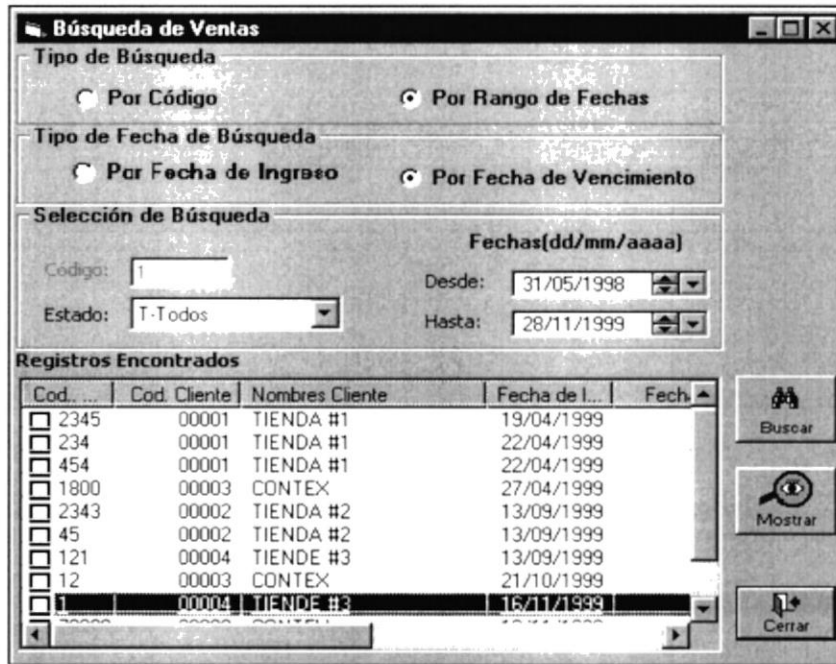 Búsqueda de Ventas
Tipo de Búsqueda
Por Código Por Rango de Fechas
Tipo de Fecha de Búsqueda
Por Fecha de Ingreso Por Fecha de Vencimiento
Selección de Búsqueda
Fechas(dd/mm/aaaa)
Código: 1
Desde: 31/05/1998
Estado: T-Todos
Hasta: 28/11/1999
Registros Encontrados
Cod.. ... Cod. Cliente Nombres Cliente Fecha de I... Fech
2345 00001 TIENDA #1 19/04/1999
234 00001 TIENDA #1 22/04/1999
454 00001 TIENDA #1 22/04/1999
1800 00003 CONTEX 27/04/1999
2343 00002 TIENDA #2 13/09/1999
45 00002 TIENDA #2 13/09/1999
121 00004 TIENDE #3 13/09/1999
12 00003 CONTEX 21/10/1999
1 00004 TIENDE #3 16/11/1999
Buscar
Mostrar
Cerrar